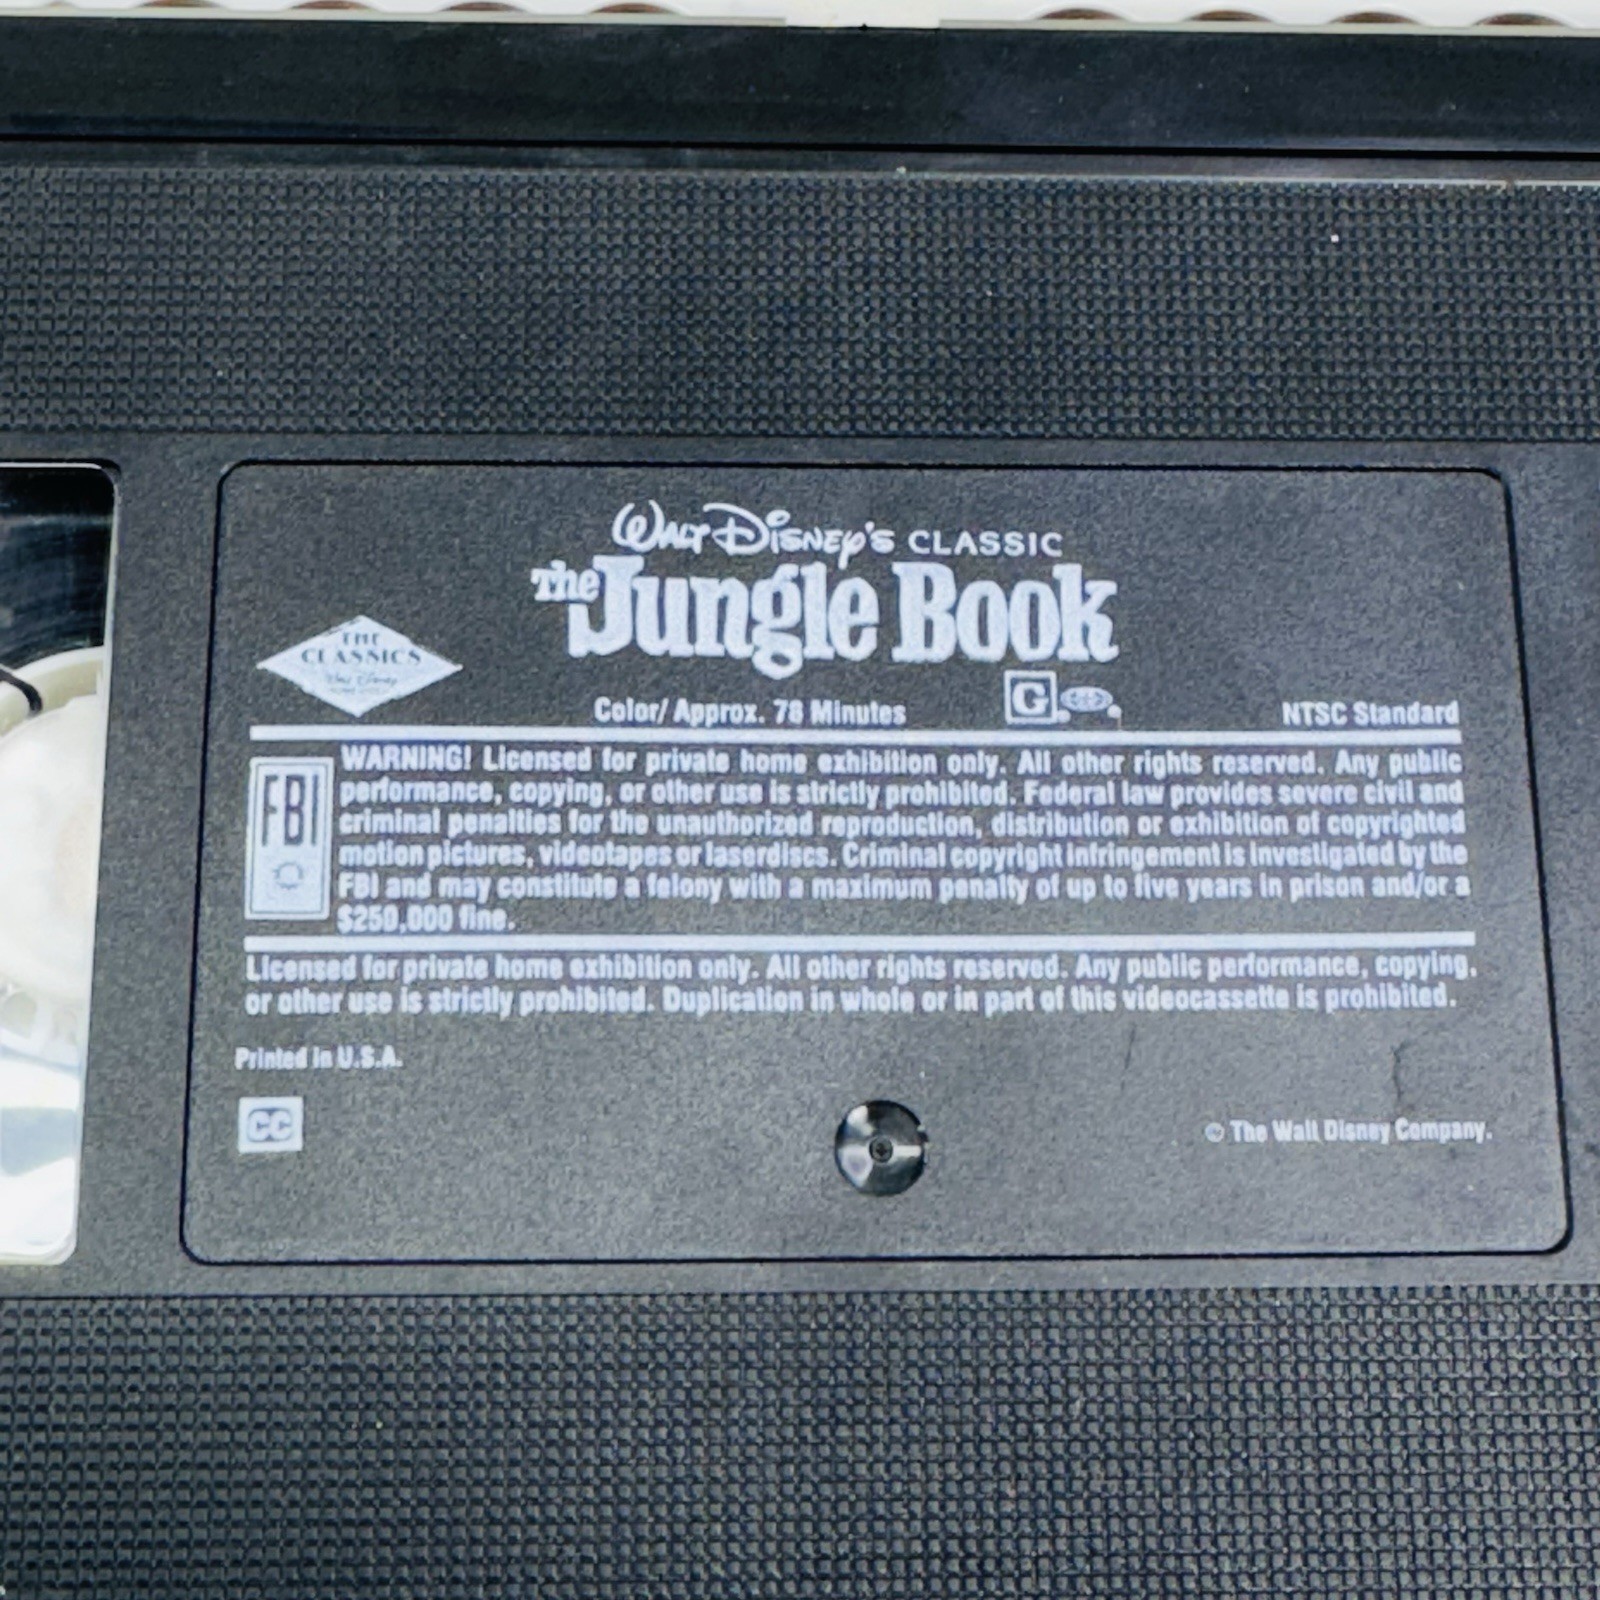 Walt Disney's CLASSIC
The Jungle Book
THE
CLASSICS
Walt Disney
HOME VIDEO
Color/ Approx. 78 Minutes
G
NTSC Standard
FBI
WARNING! Licensed for private home exhibition only. All other rights reserved. Any public
performance, copying, or other use is strictly prohibited. Federal law provides severe civil and
criminal penalties for the unauthorized reproduction, distribution or exhibition of copyrighted
motion pictures, videotapes or laserdiscs. Criminal copyright infringement is investigated by the
FBI and may constitute a felony with a maximum penalty of up to five years in prison and/or a
$250,000 fine.
Licensed for private home exhibition only. All other rights reserved. Any public performance, copying,
or other use is strictly prohibited. Duplication in whole or in part of this videocassette is prohibited.
Printed in U.S.A.
CC
© The Walt Disney Company.